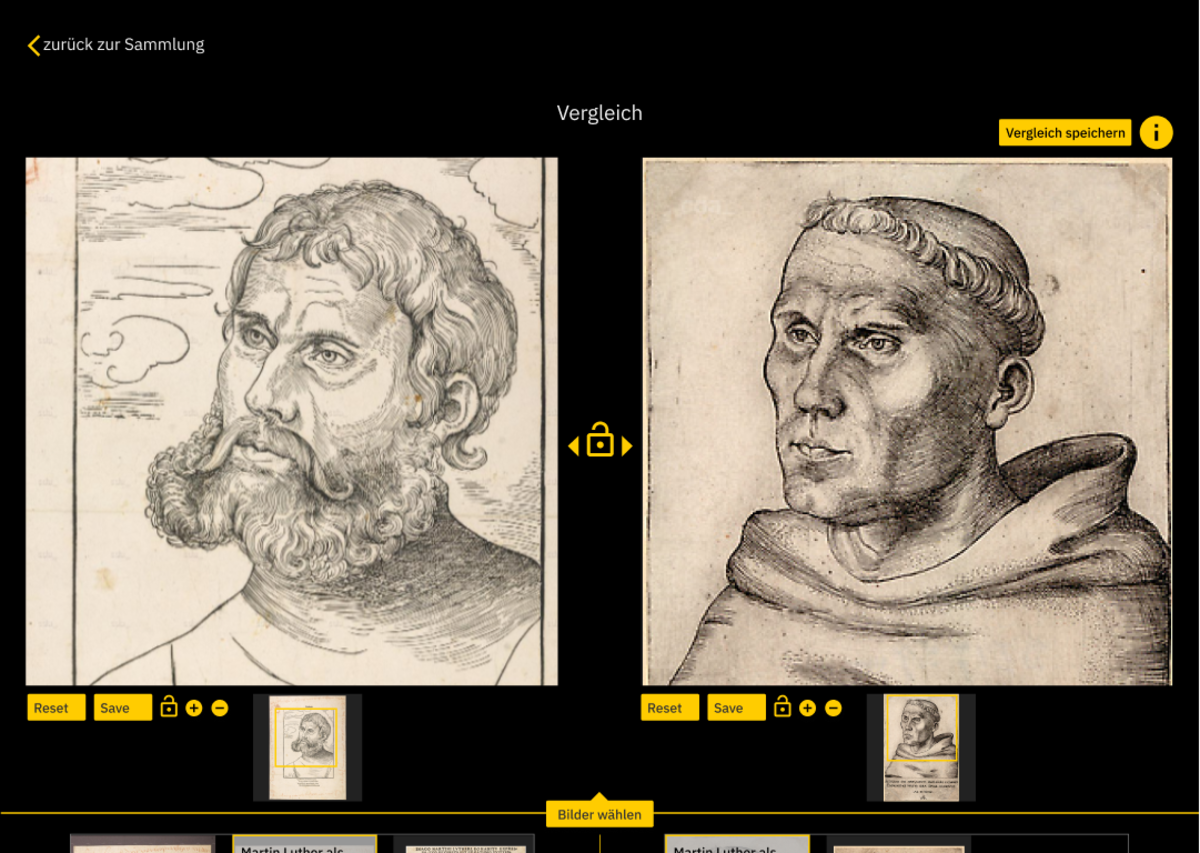 zurück zur Sammlung
Vergleich
Vergleich speichern
i
Reset
Save
Reset
Save
Bilder wählen
Martin Luther als
Martin Luther als